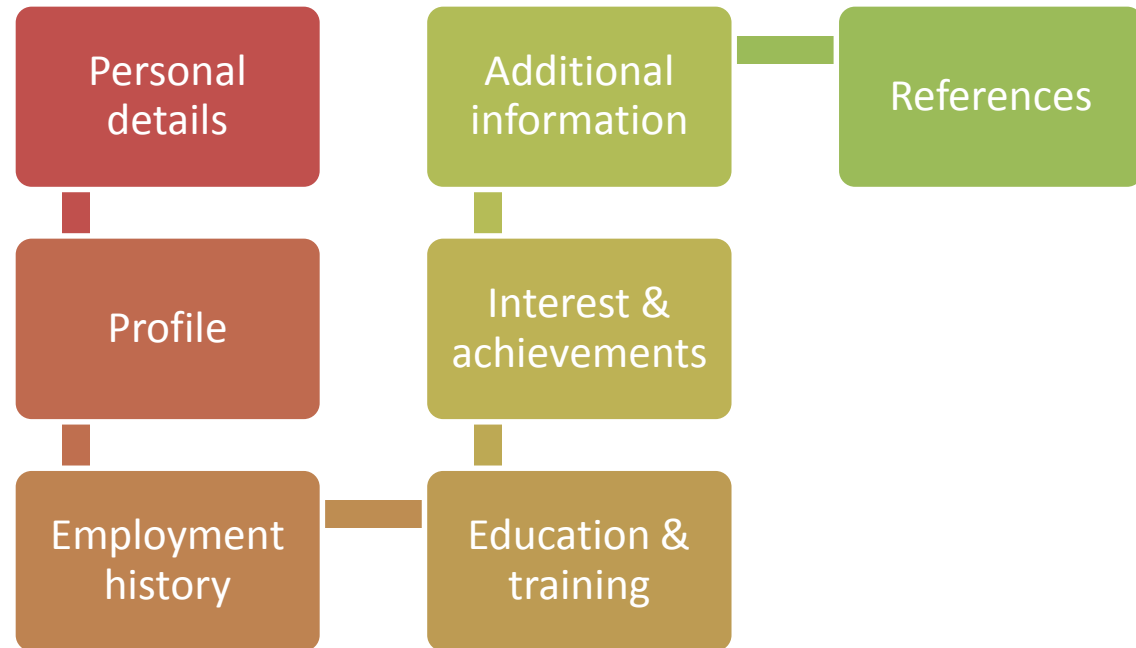 Personal
details
Profile
Employment
history
Education &
training
Interest &
achievements
Additional
information
References